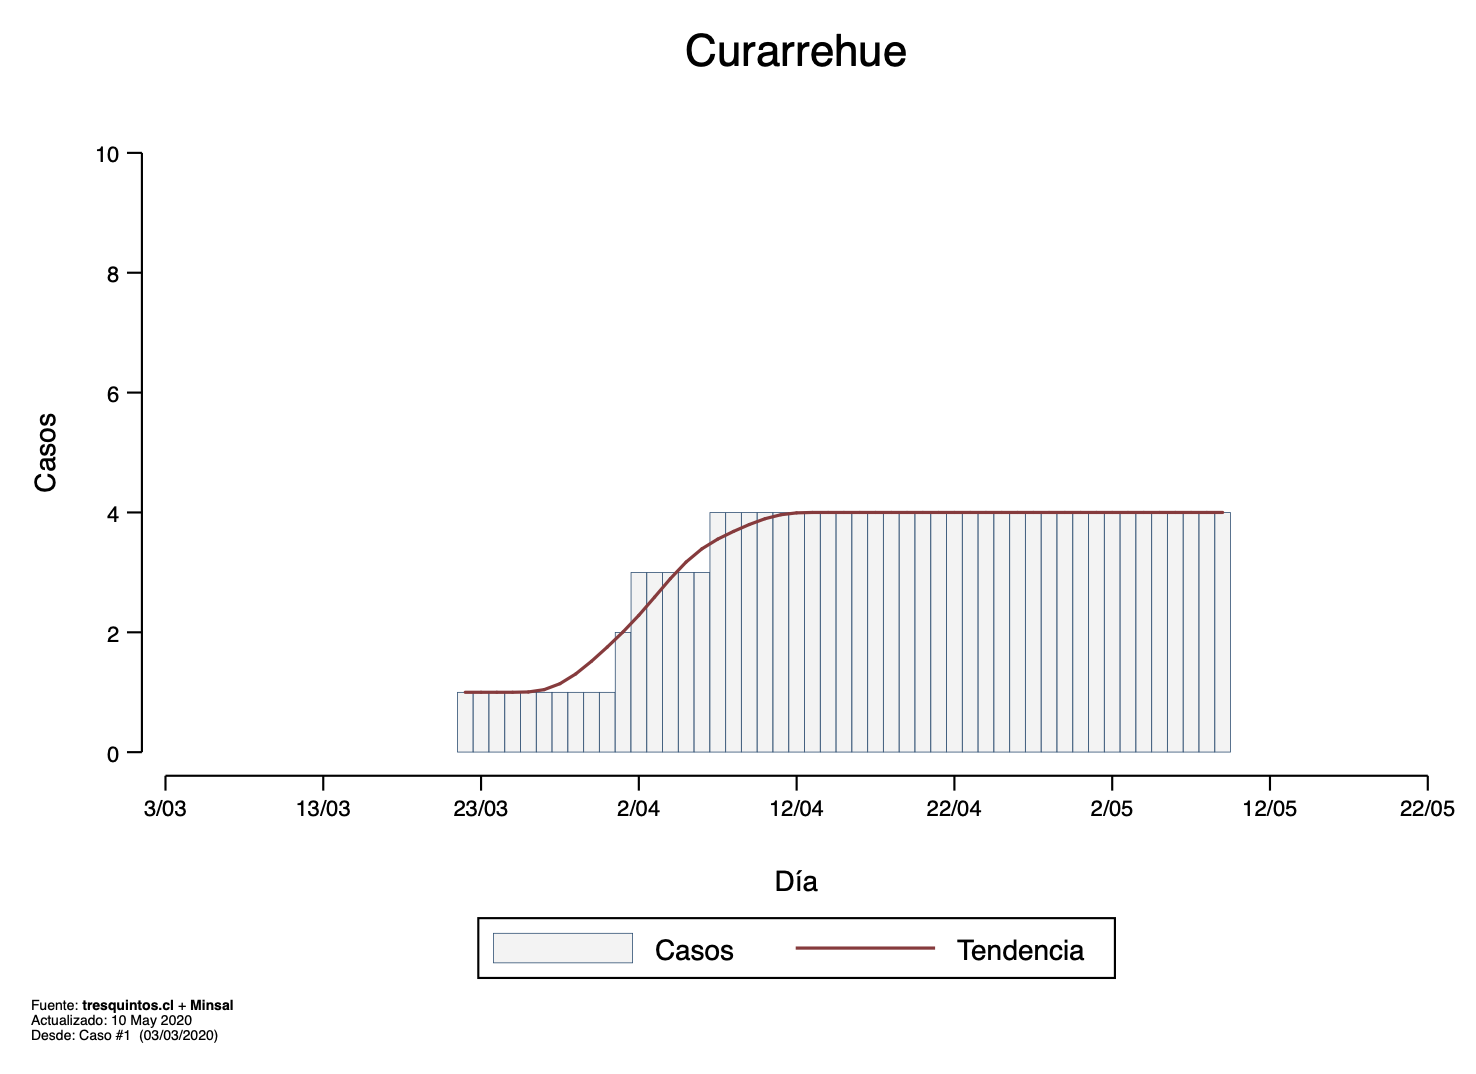 Curarrehue
10
8
6
4
2
0
Casos
3/03 13/03 23/03 2/04 12/04 22/04 2/05 12/05 22/05
Día
Casos Tendencia
Fuente: tresquintos.cl + Minsal
Actualizado: 10 May 2020
Desde: Caso #1 (03/03/2020)